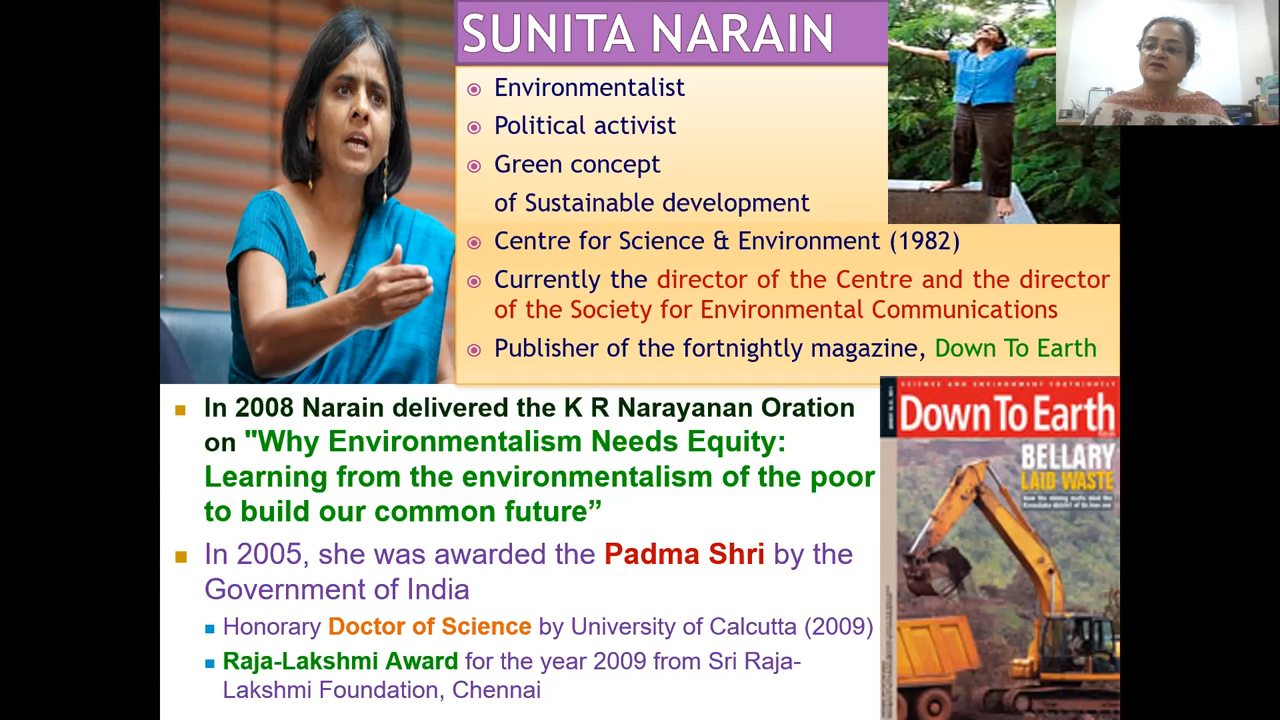 SUNITA NARAIN
Environmentalist
Political activist
Green concept
of Sustainable development
Centre for Science & Environment (1982)
Currently the director of the Centre and the director
of the Society for Environmental Communications
Publisher of the fortnightly magazine, Down To Earth
In 2008 Narain delivered the K R Narayanan Oration
on "Why Environmentalism Needs Equity:
Learning from the environmentalism of the poor
to build our common future”
In 2005, she was awarded the Padma Shri by the
Government of India
Honorary Doctor of Science by University of Calcutta (2009)
Raja-Lakshmi Award for the year 2009 from Sri Raja-
Lakshmi Foundation, Chennai
SCIENCE AND ENVIRONMENT FORTNIGHTLY
Down To Earth
BELLARY
LAID WASTE